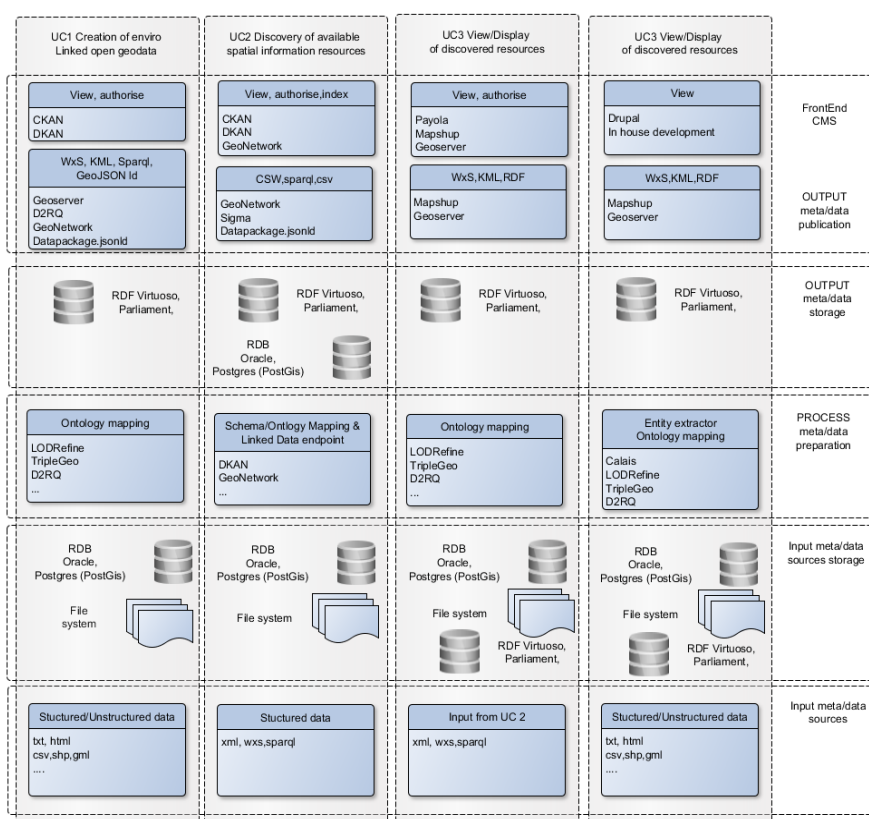 UC1 Creation of enviro
Linked open geodata
UC2 Discovery of available
spatial information resources
UC3 View/Display
of discovered resources
UC3 View/Display
of discovered resources
View, authorise
CKAN
DKAN
View, authorise,index
CKAN
DKAN
GeoNetwork
View, authorise
Payola
Mapshup
Geoserver
View
Drupal
In house development
FrontEnd
CMS
WxS, KML, Sparql,
GeoJSON ld
Geoserver
D2RQ
GeoNetwork
Datapackage.jsonld
CSW,sparql,csv
GeoNetwork
Sigma
Datapackage.jsonld
WxS,KML,RDF
Mapshup
Geoserver
WxS,KML,RDF
Mapshup
Geoserver
OUTPUT
meta/data
publication
RDF Virtuoso,
Parliament,
RDF Virtuoso,
Parliament,
RDB
Oracle,
Postgres (PostGis)
RDF Virtuoso,
Parliament,
RDF Virtuoso,
Parliament,
OUTPUT
meta/data
storage
Ontology mapping
LODRefine
TripleGeo
D2RQ
...
Schema/Ontlogy Mapping &
Linked Data endpoint
DKAN
GeoNetwork
...
Ontology mapping
LODRefine
TripleGeo
D2RQ
...
Entity extractor
Ontology mapping
Calais
LODRefine
TripleGeo
D2RQ
PROCESS
meta/data
preparation
RDB
Oracle,
Postgres (PostGis)
File
system
RDB
Oracle,
Postgres (PostGis)
File system
RDB
Oracle,
Postgres (PostGis)
File system
RDF Virtuoso,
Parliament,
RDB
Oracle,
Postgres (PostGis)
File system
RDF Virtuoso,
Parliament,
Input meta/data
sources storage
Stuctured/Unstructured data
txt, html
csv,shp,gml
....
Stuctured data
xml, wxs,sparql
Input from UC 2
xml, wxs,sparql
Stuctured/Unstructured data
txt, html
csv,shp,gml
....
Input meta/data
sources